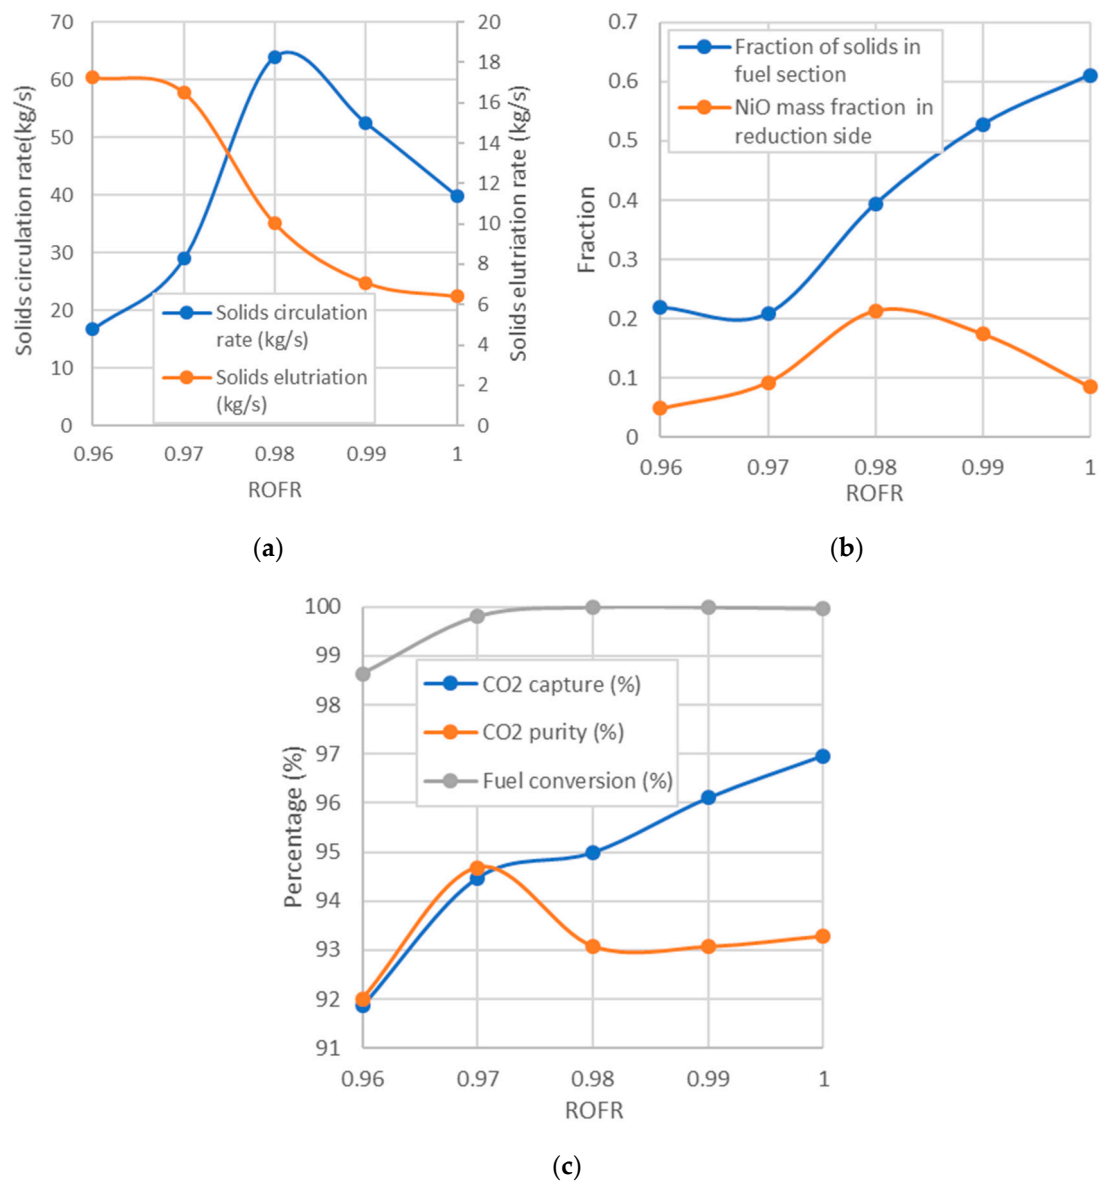 70
60
50
40
30
20
10
0
Solids circulation rate(kg/s)
20
18
16
14
12
10
8
6
4
2
0
Solids elutriation rate (kg/s)
Solids circulation
rate (kg/s)
Solids elutriation
(kg/s)
0.96 0.97 0.98 0.99 1
ROFR
(a)
0.7
0.6
0.5
0.4
0.3
0.2
0.1
0
Fraction
Fraction of solids in
fuel section
NiO mass fraction in
reduction side
0.96 0.97 0.98 0.99 1
ROFR
(b)
100
99
98
97
96
95
94
93
92
91
Percentage (%)
CO2 capture (%)
CO2 purity (%)
Fuel conversion (%)
0.96 0.97 0.98 0.99 1
ROFR
(c)